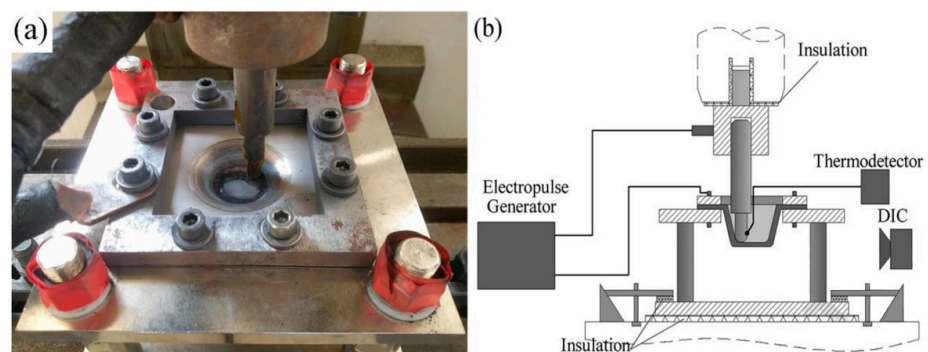 (a)
(b)
Insulation
Thermodetector
Electropulse
Generator
DIC
Insulation